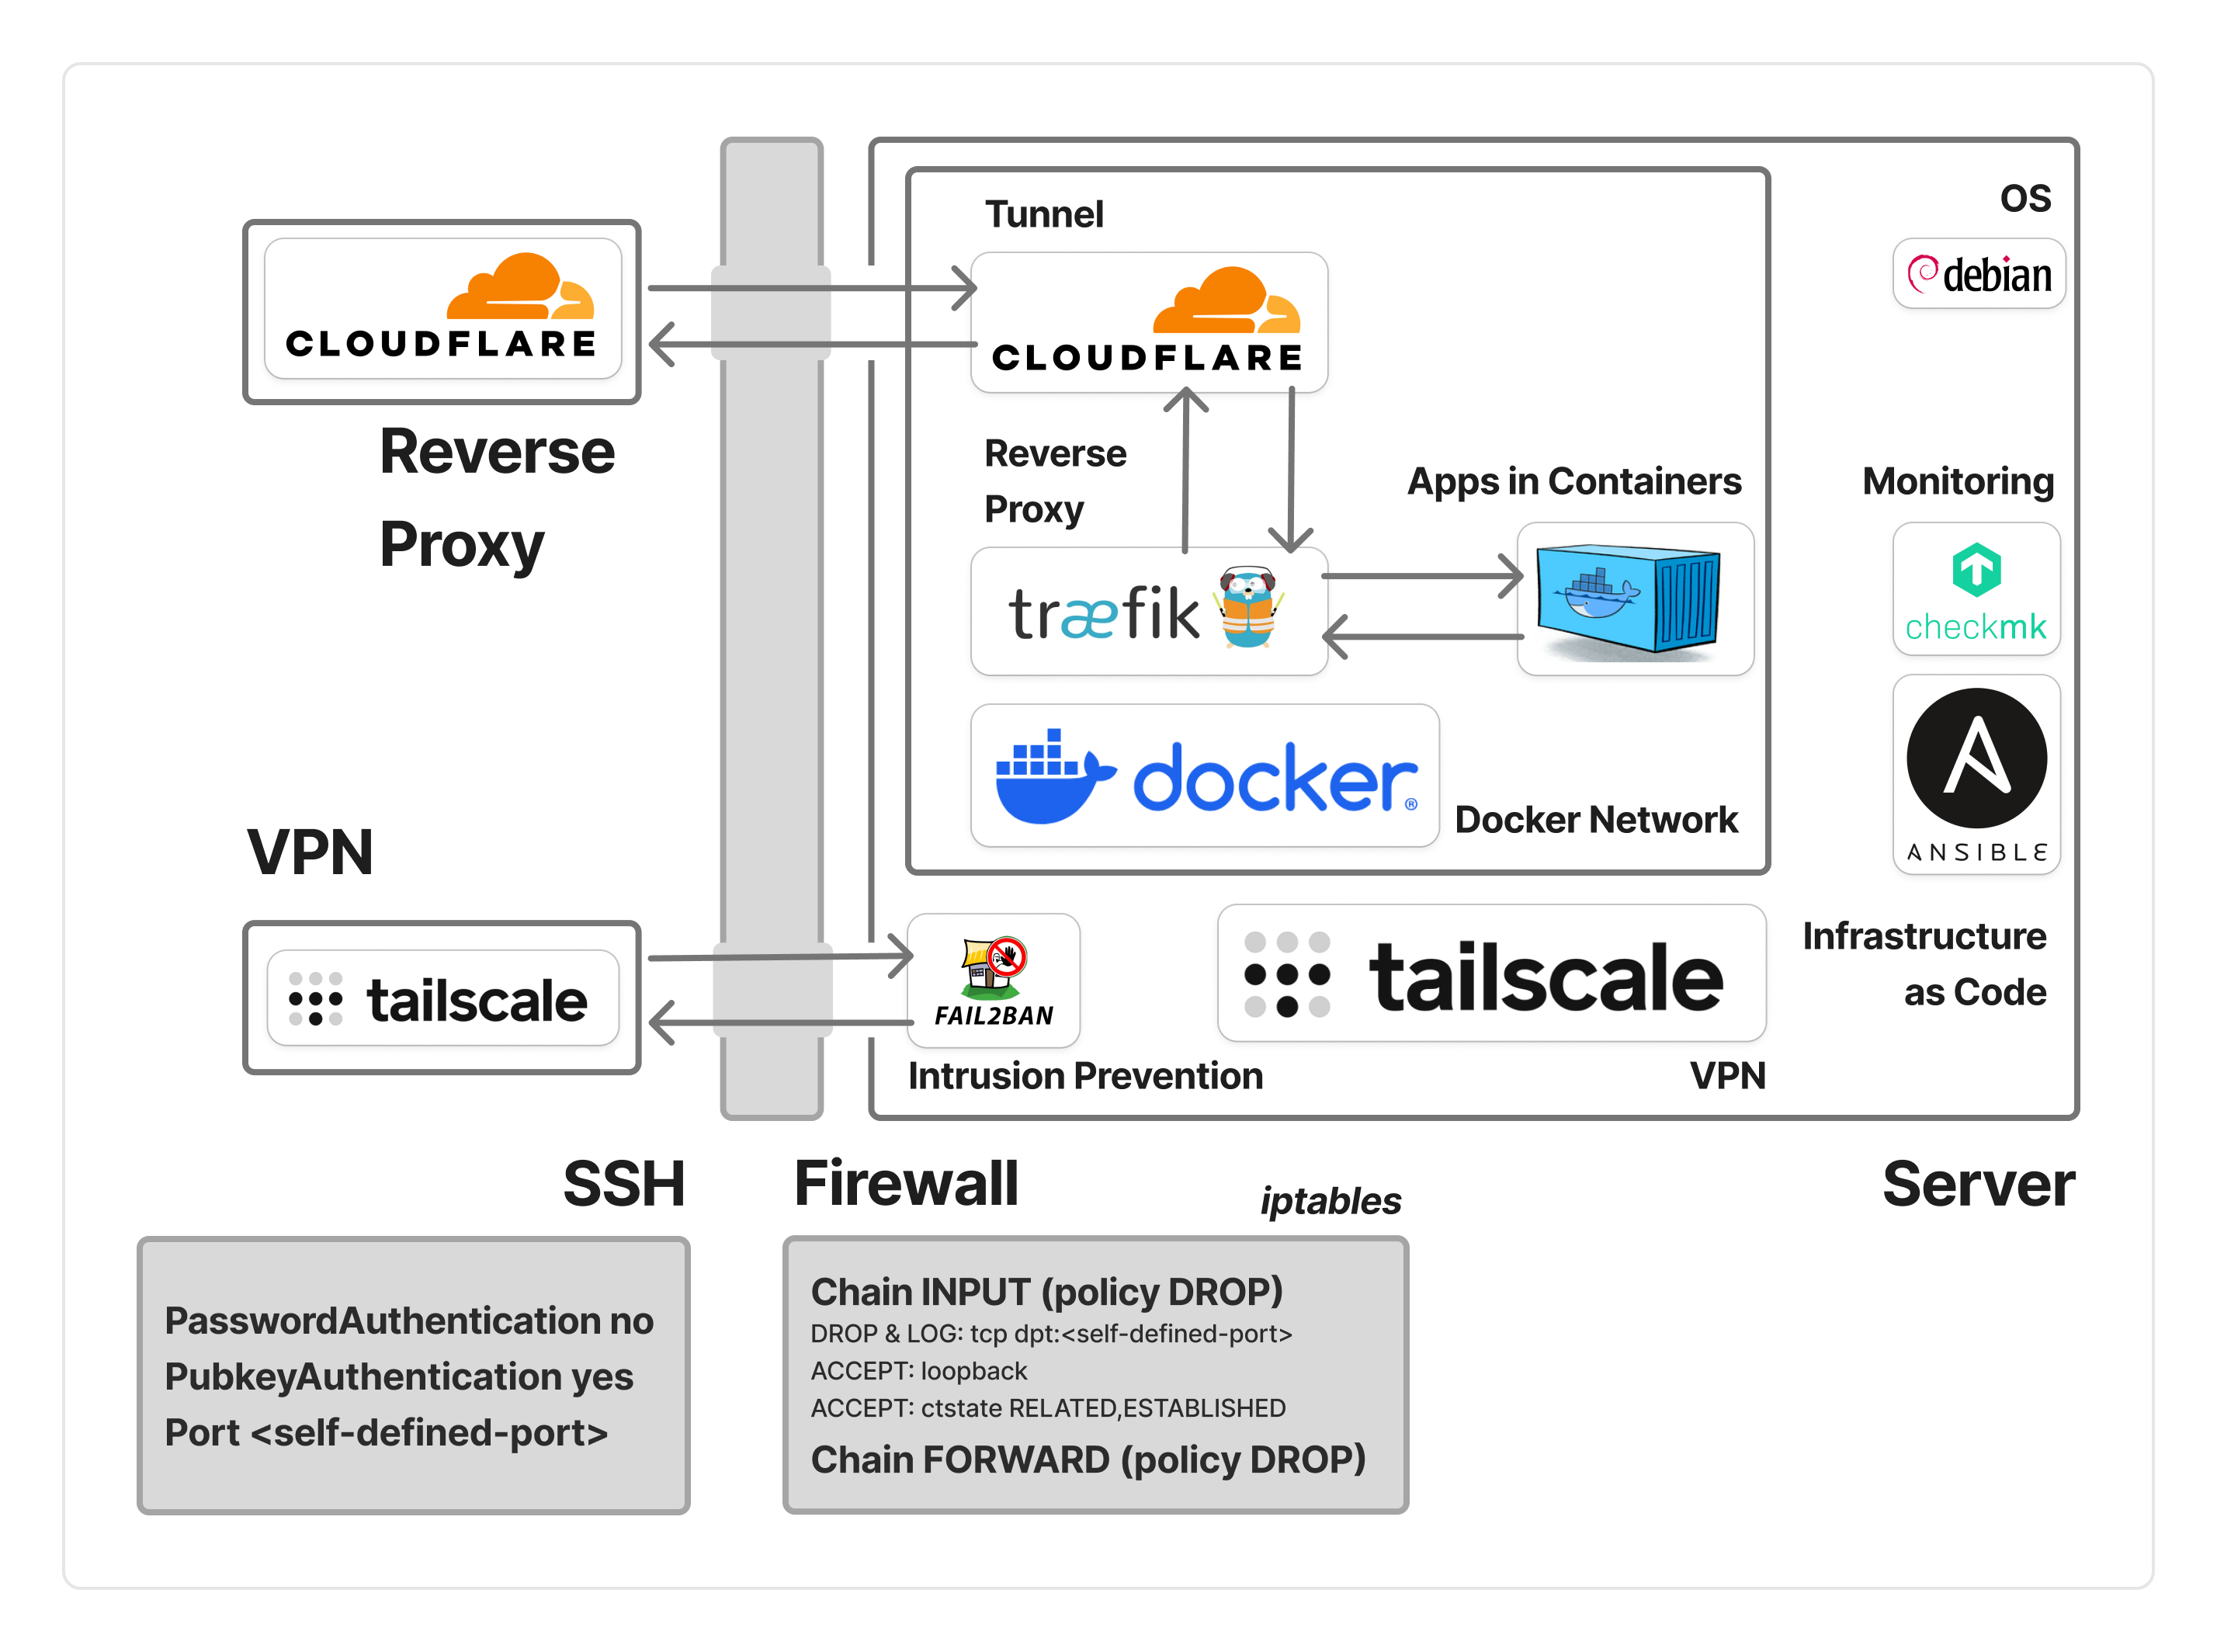 Tunnel
OS
debian
CLOUDFLARE
CLOUDFLARE
Reverse
Proxy
Reverse
Proxy
Apps in Containers
Monitoring
træfik
checkmk
docker®
Docker Network
ANSIBLE
VPN
tailscale
FAIL2BAN
Intrusion Prevention
tailscale
VPN
Infrastructure
as Code
SSH
Firewall
iptables
Server
PasswordAuthentication no
PubkeyAuthentication yes
Port <self-defined-port>
Chain INPUT (policy DROP)
DROP & LOG: tcp dpt:<self-defined-port>
ACCEPT: loopback
ACCEPT: ctstate RELATED,ESTABLISHED
Chain FORWARD (policy DROP)